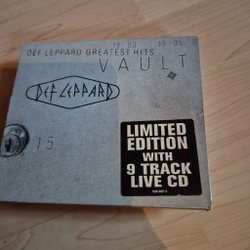 19 80 19 95
DEF LEPPARD GREATEST HITS
VAULT
DEF LEPPARD
15
LIMITED
EDITION
WITH
9 TRACK
LIVE CD